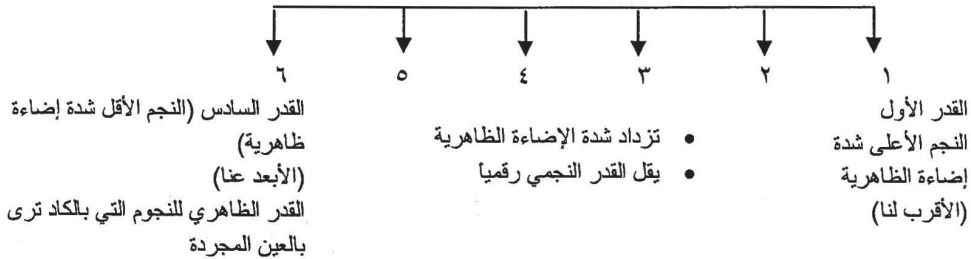 ١ ٢ ٣ ٤ ٥ ٦
القدر الأول
النجم الأعلى شدة
إضاءة الظاهرية
(الأقرب لنا)
• تزداد شدة الإضاءة الظاهرية
• يقل القدر النجمي رقمياً
القدر السادس (النجم الأقل شدة إضاءة
ظاهرية)
(الأبعد عنا)
القدر الظاهري للنجوم التي بالكاد ترى
بالعين المجردة